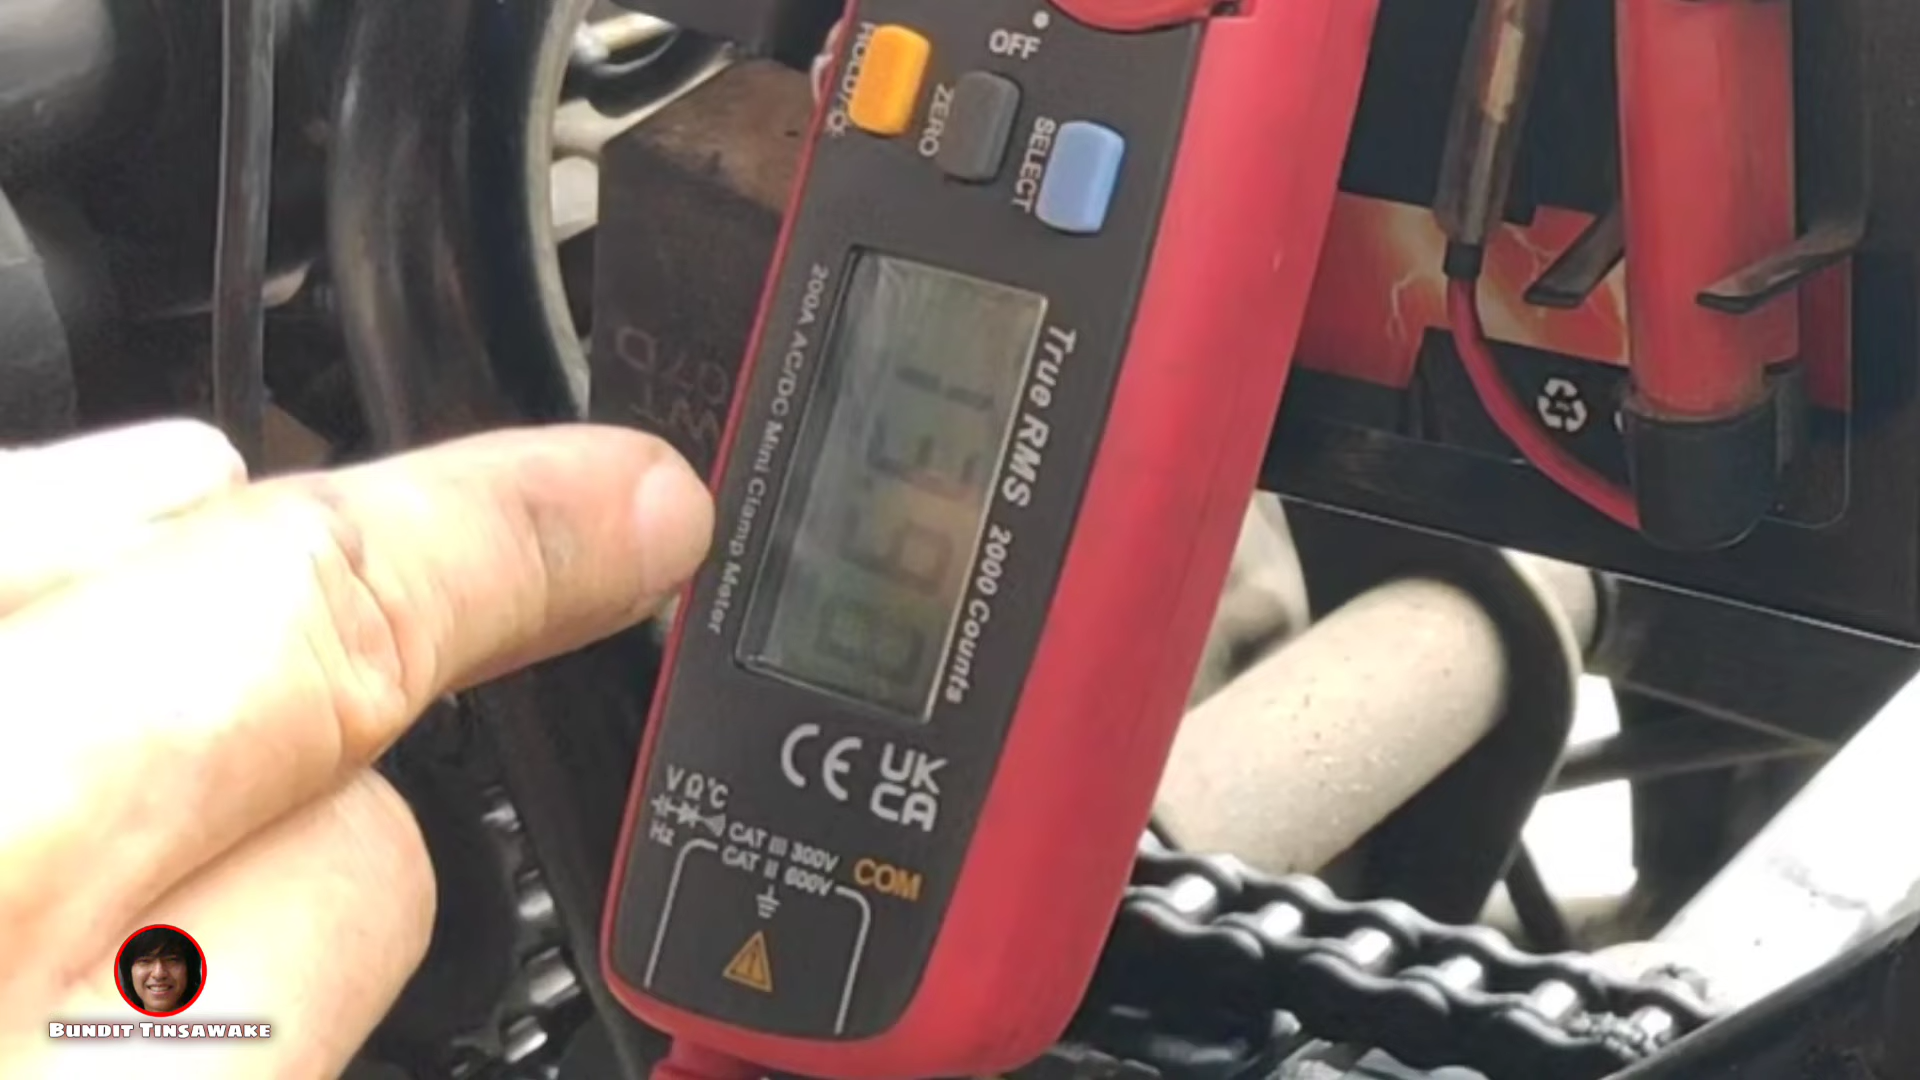 OFF
HOLD/
ZERO
SELECT
200A AC/DC Mini Clamp Meter
True RMS 2000 Counts
CE UK
CA
V Ω °C
Hz
CAT III 300V
CAT II 600V
COM
BUNDIT TINSAWAKE